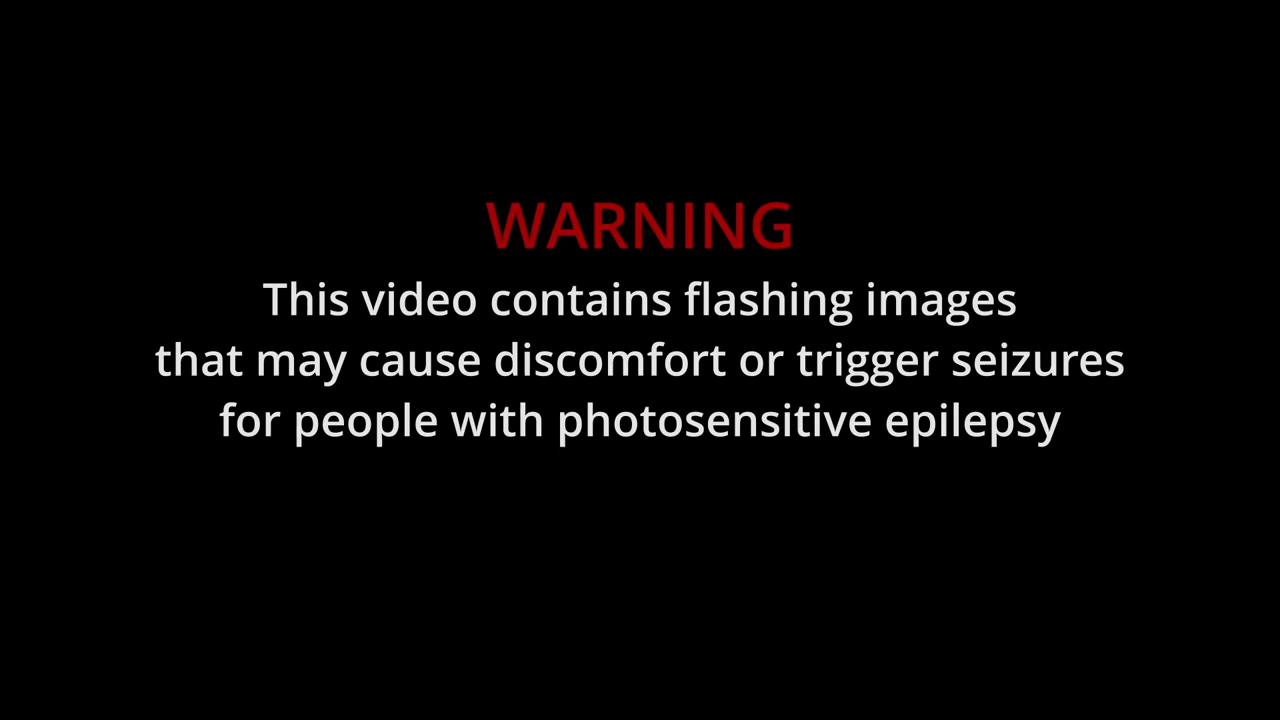 WARNING
This video contains flashing images
that may cause discomfort or trigger seizures
for people with photosensitive epilepsy